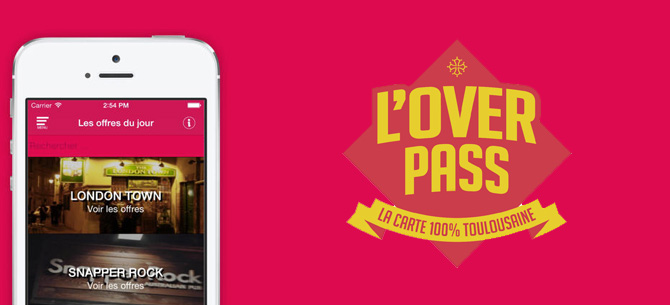 Carrier 2:54 PM
MENU Les offres du jour i
Rechercher
LONDON TOWN
Voir les offres
SNAPPER ROCK
Voir les offres
L'OVER
PASS
LA CARTE 100% TOULOUSAINE